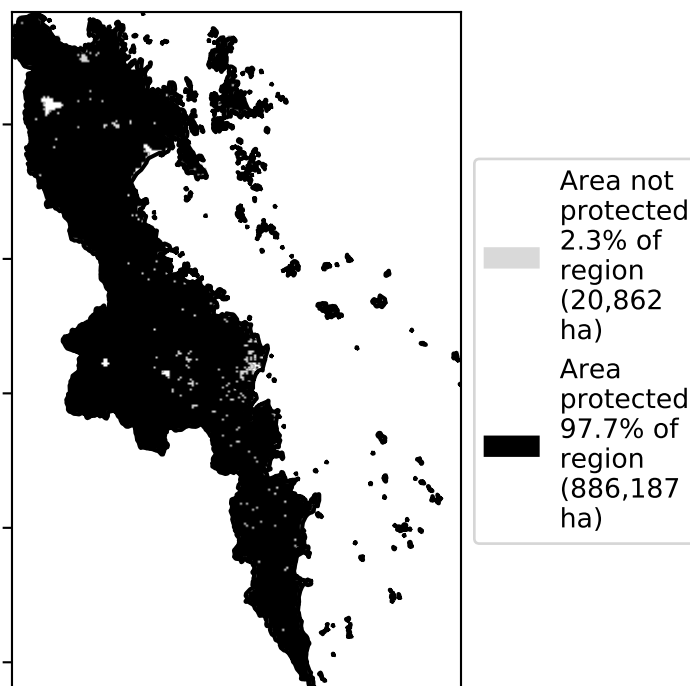 Area not
protected
2.3% of
region
(20,862
ha)
Area
protected
97.7% of
region
(886,187
ha)